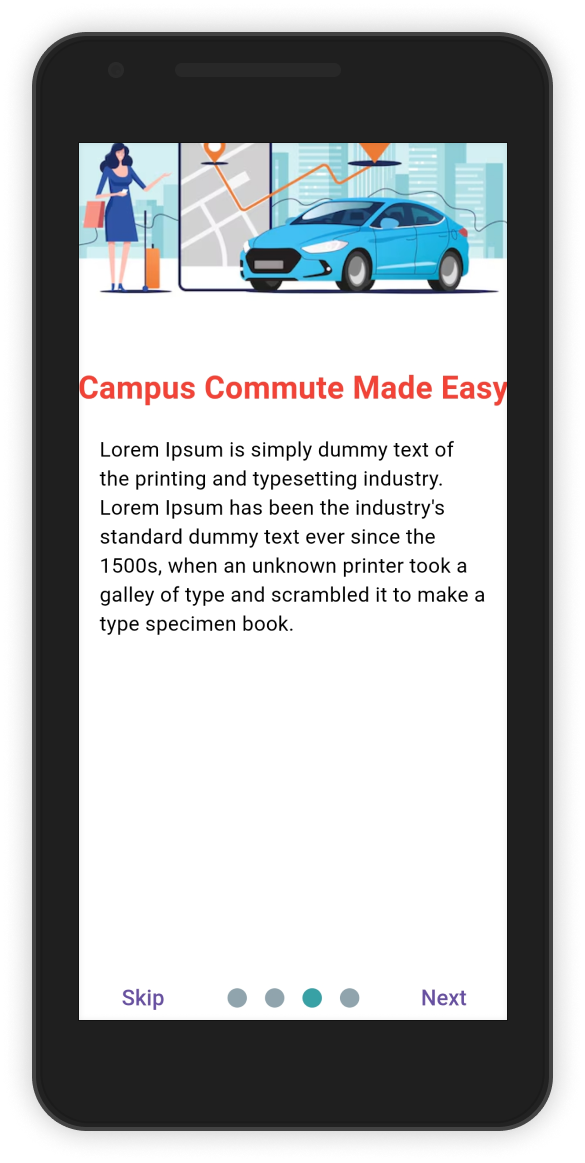 Campus Commute Made Easy
Lorem Ipsum is simply dummy text of
the printing and typesetting industry.
Lorem Ipsum has been the industry's
standard dummy text ever since the
1500s, when an unknown printer took a
galley of type and scrambled it to make a
type specimen book.
Skip
Next